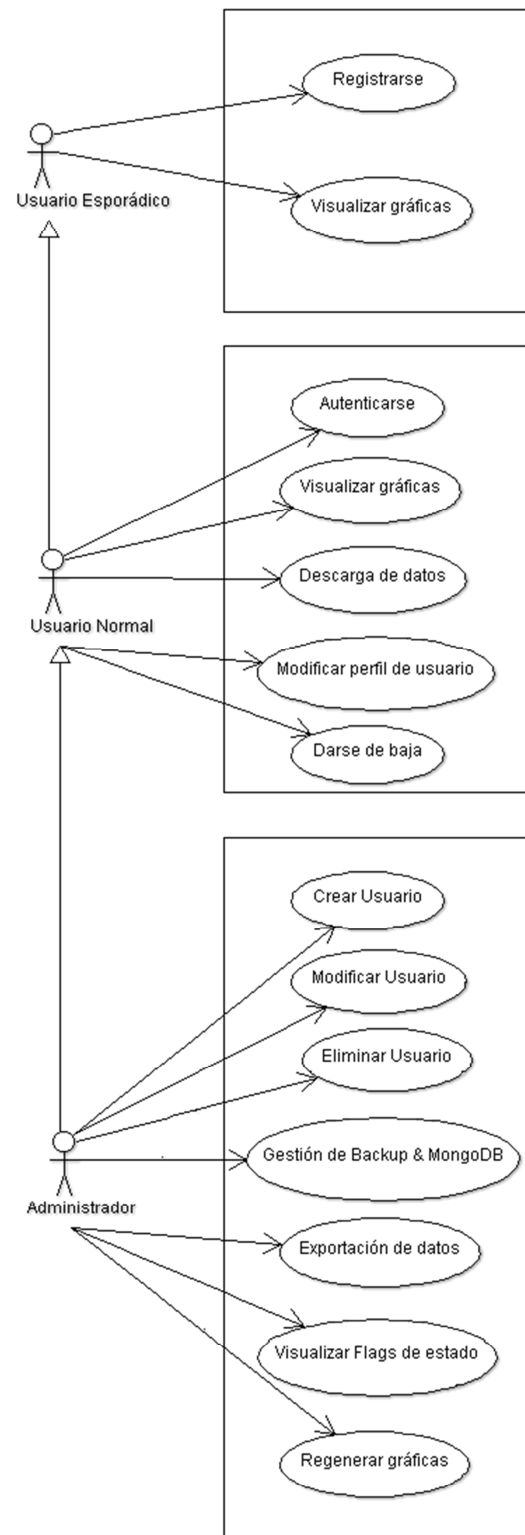 Registrarse
Usuario Esporádico
Visualizar gráficas
Autenticarse
Visualizar gráficas
Descarga de datos
Usuario Normal
Modificar perfil de usuario
Darse de baja
Crear Usuario
Modificar Usuario
Eliminar Usuario
Gestión de Backup & MongoDB
Administrador
Exportación de datos
Visualizar Flags de estado
Regenerar gráficas